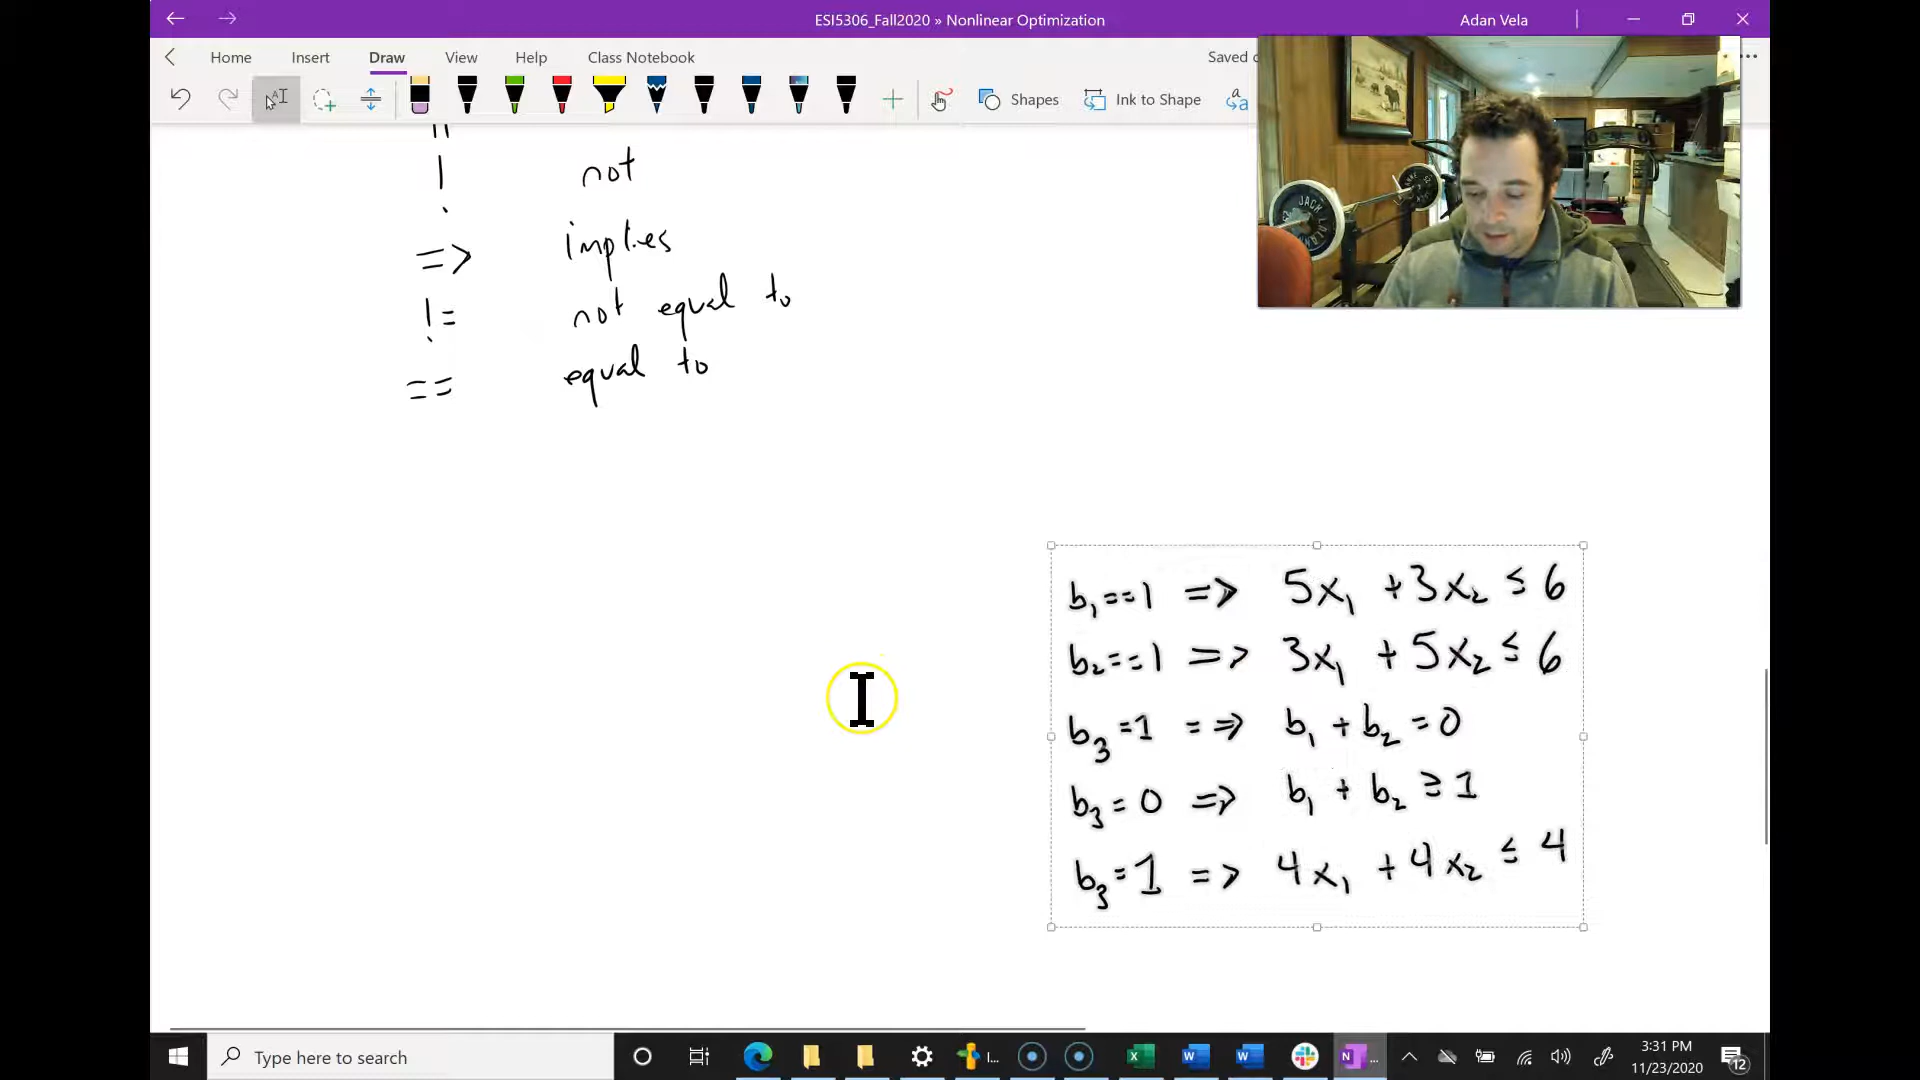 ESI5306_Fall2020 » Nonlinear Optimization
Adan Vela
Home Insert Draw View Help Class Notebook
Saved
Shapes Ink to Shape
! not
=> implies
!= not equal to
== equal to
JACK
b₁==1 => 5x₁ +3x₂ ≤ 6
b₂==1 => 3x₁ + 5x₂ ≤ 6
b₃=1 ==> b₁ + b₂ = 0
b₃=0 => b₁ + b₂ ≥ 1
b₃=1 => 4x₁ + 4x₂ ≤ 4
Type here to search
I...
3:31 PM
11/23/2020
12